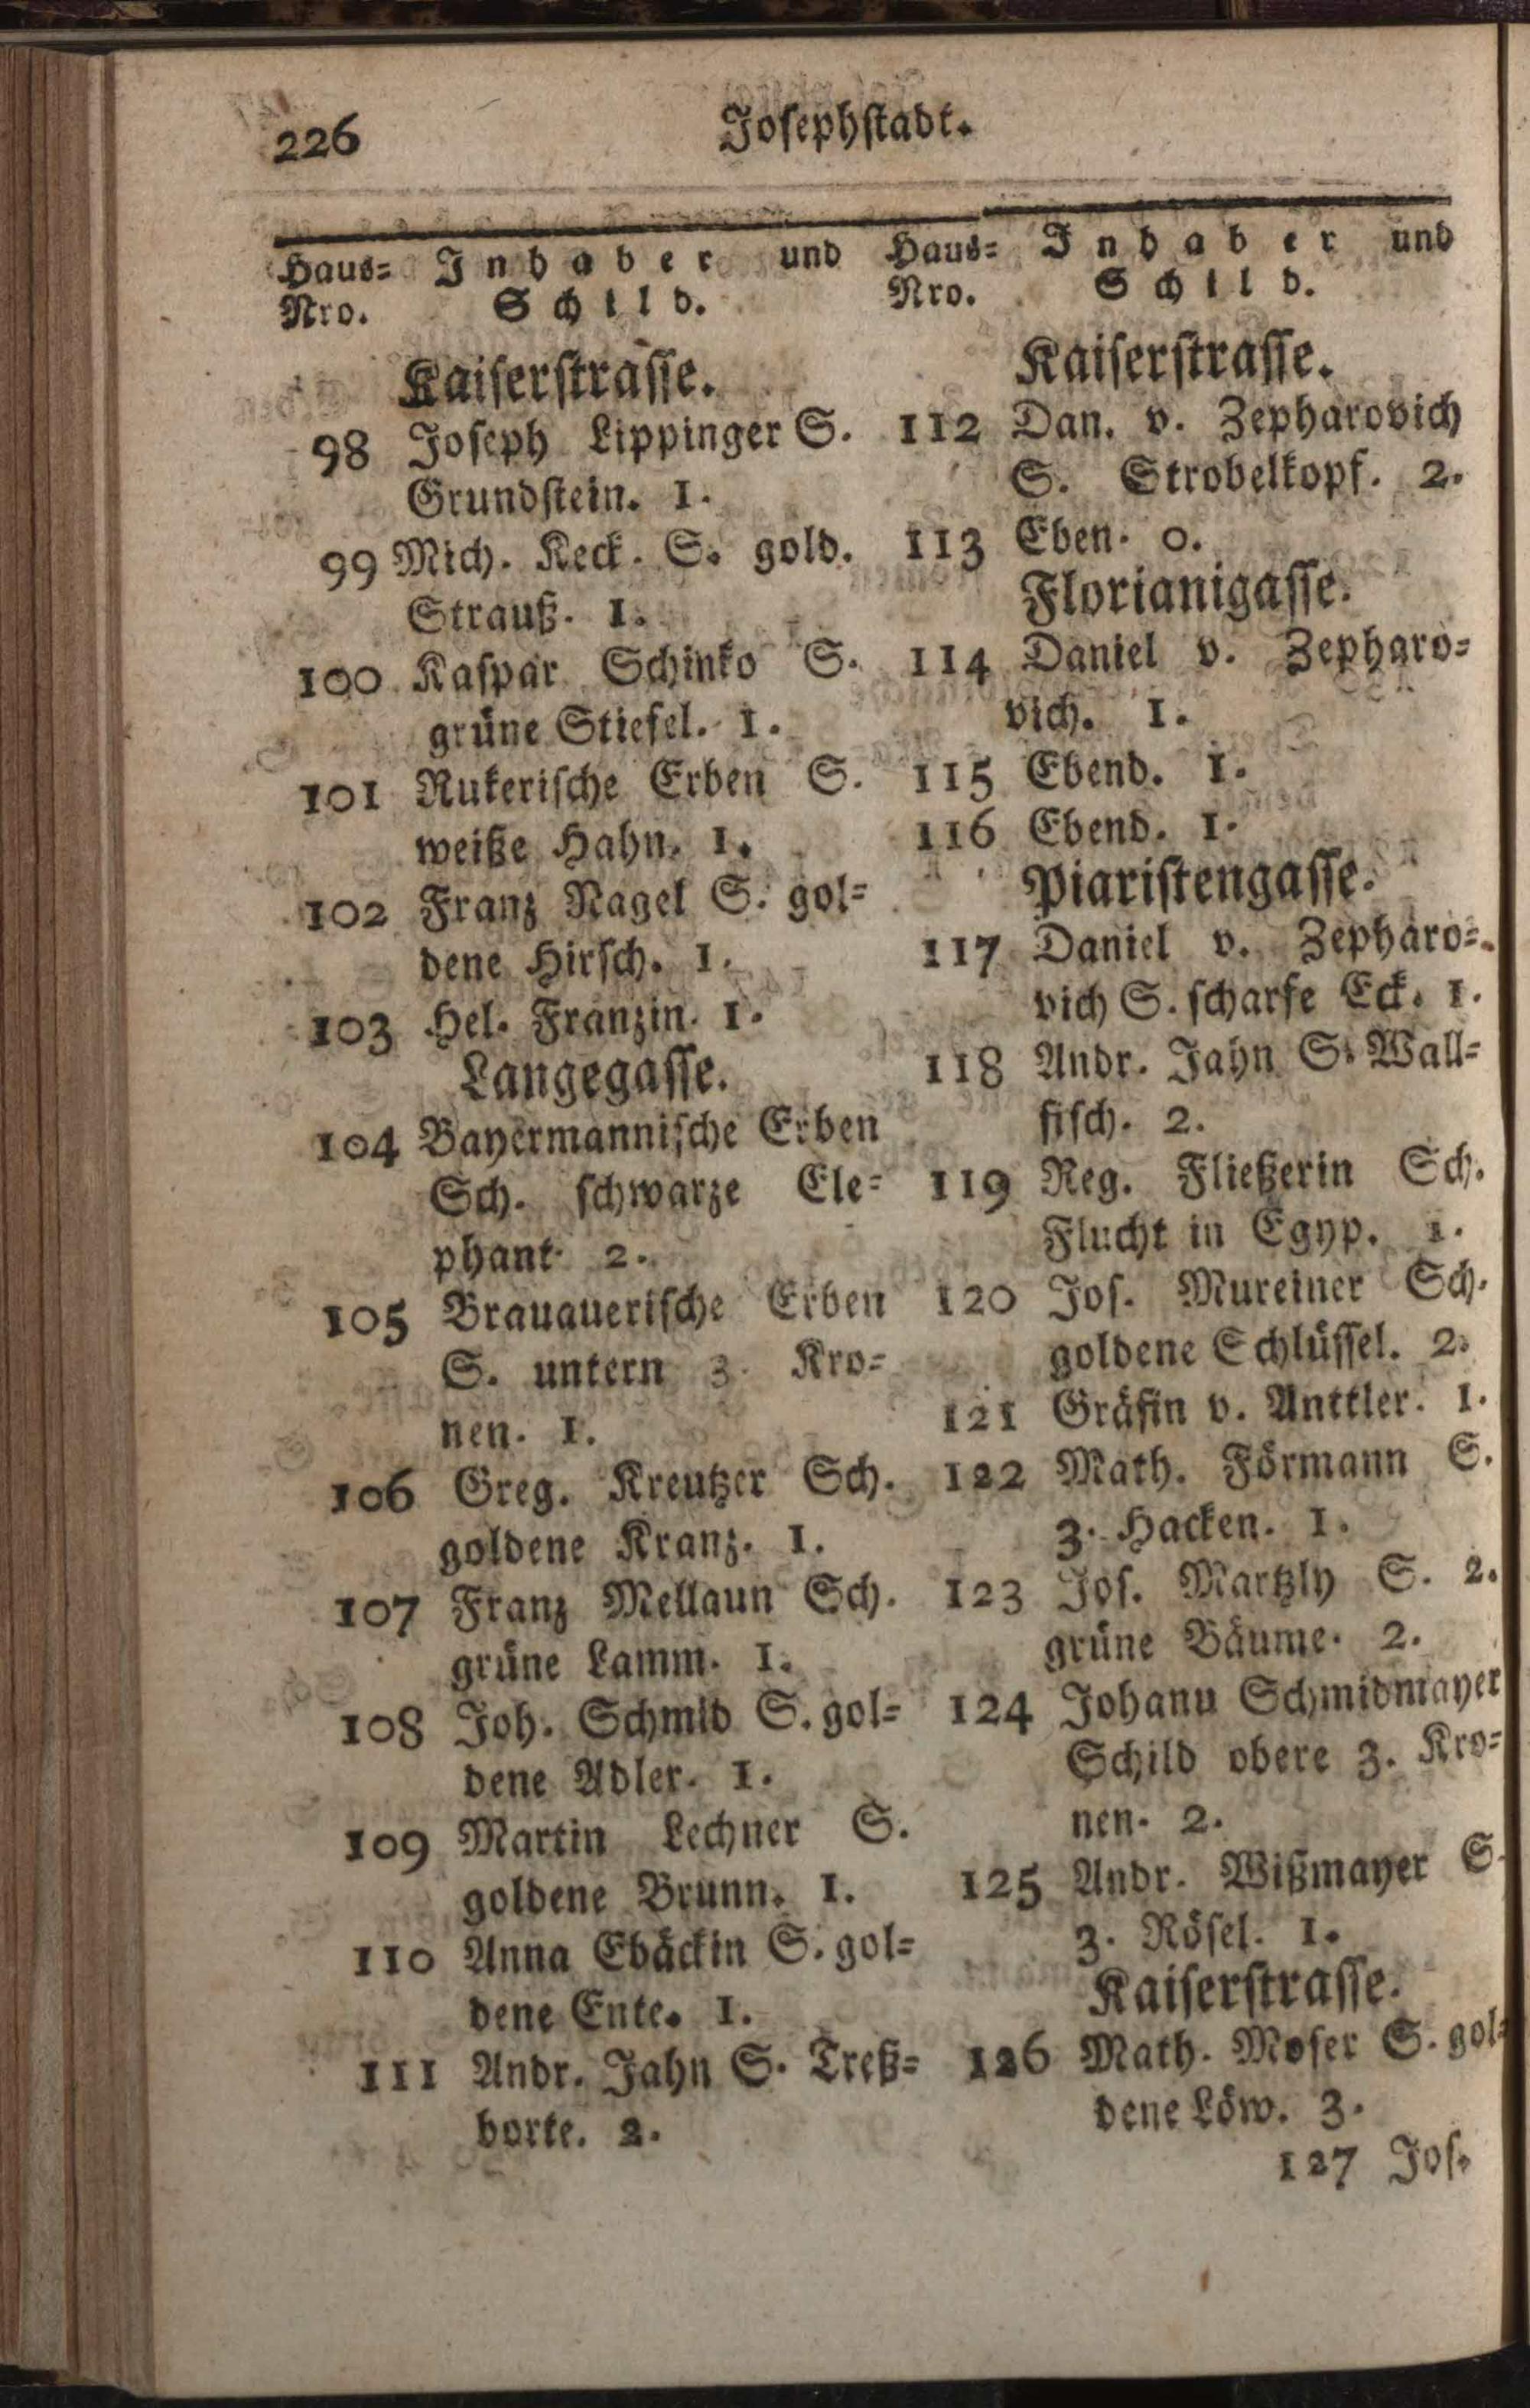 226
Josephstadt.
Haus= Inhaber und
Nro. Schild.
Kaiserstrasse.
98 Joseph Lippinger S.
Grundstein. 1.
99 Mich. Keck. S. gold.
Strauß. 1.
100 Kaspar Schinko S.
grüne Stiefel. 1.
101 Rukerische Erben S.
weiße Hahn. 1.
102 Franz Nagel S. gol=
dene Hirsch. 1.
103 Hel. Franzin. 1.
Langegasse.
104 Bayermannische Erben
Sch. schwarze Ele=
phant. 2.
105 Brauauerische Erben
S. untern 3 Kro=
nen. 1.
106 Greg. Kreutzer Sch.
goldene Kranz. 1.
107 Franz Mellaun Sch.
grüne Lamm. 1.
108 Joh. Schmid S. gol=
dene Adler. 1.
109 Martin Lechner S.
goldene Brunn. 1.
110 Anna Ebäckin S. gol=
dene Ente. 1.
111 Andr. Jahn S. Treß=
borte. 2.
Haus= Inhaber und
Nro. Schild.
Kaiserstrasse.
112 Dan. v. Zepharovich
S. Strobelkopf. 2.
113 Eben. 0.
Florianigasse.
114 Daniel v. Zepharo=
vich. 1.
115 Ebend. 1.
116 Ebend. 1.
Piaristengasse.
117 Daniel v. Zepharo=
vich S. scharfe Eck. 1.
118 Andr. Jahn S. Wall=
fisch. 2.
119 Reg. Fließerin Sch.
Flucht in Egyp. 1.
120 Jos. Mureiner Sch.
goldene Schlüssel. 2.
121 Gräfin v. Anttler. 1.
122 Math. Förmann S.
3. Hacken. 1.
123 Jos. Martzly S. 2.
grüne Bäume. 2.
124 Johann Schmidmayer
Schild obere 3. Kro=
nen. 2.
125 Andr. Wißmayer S.
3. Rösel. 1.
Kaiserstrasse.
126 Math. Moser S. gol=
dene Löw. 3.
127 Jos.